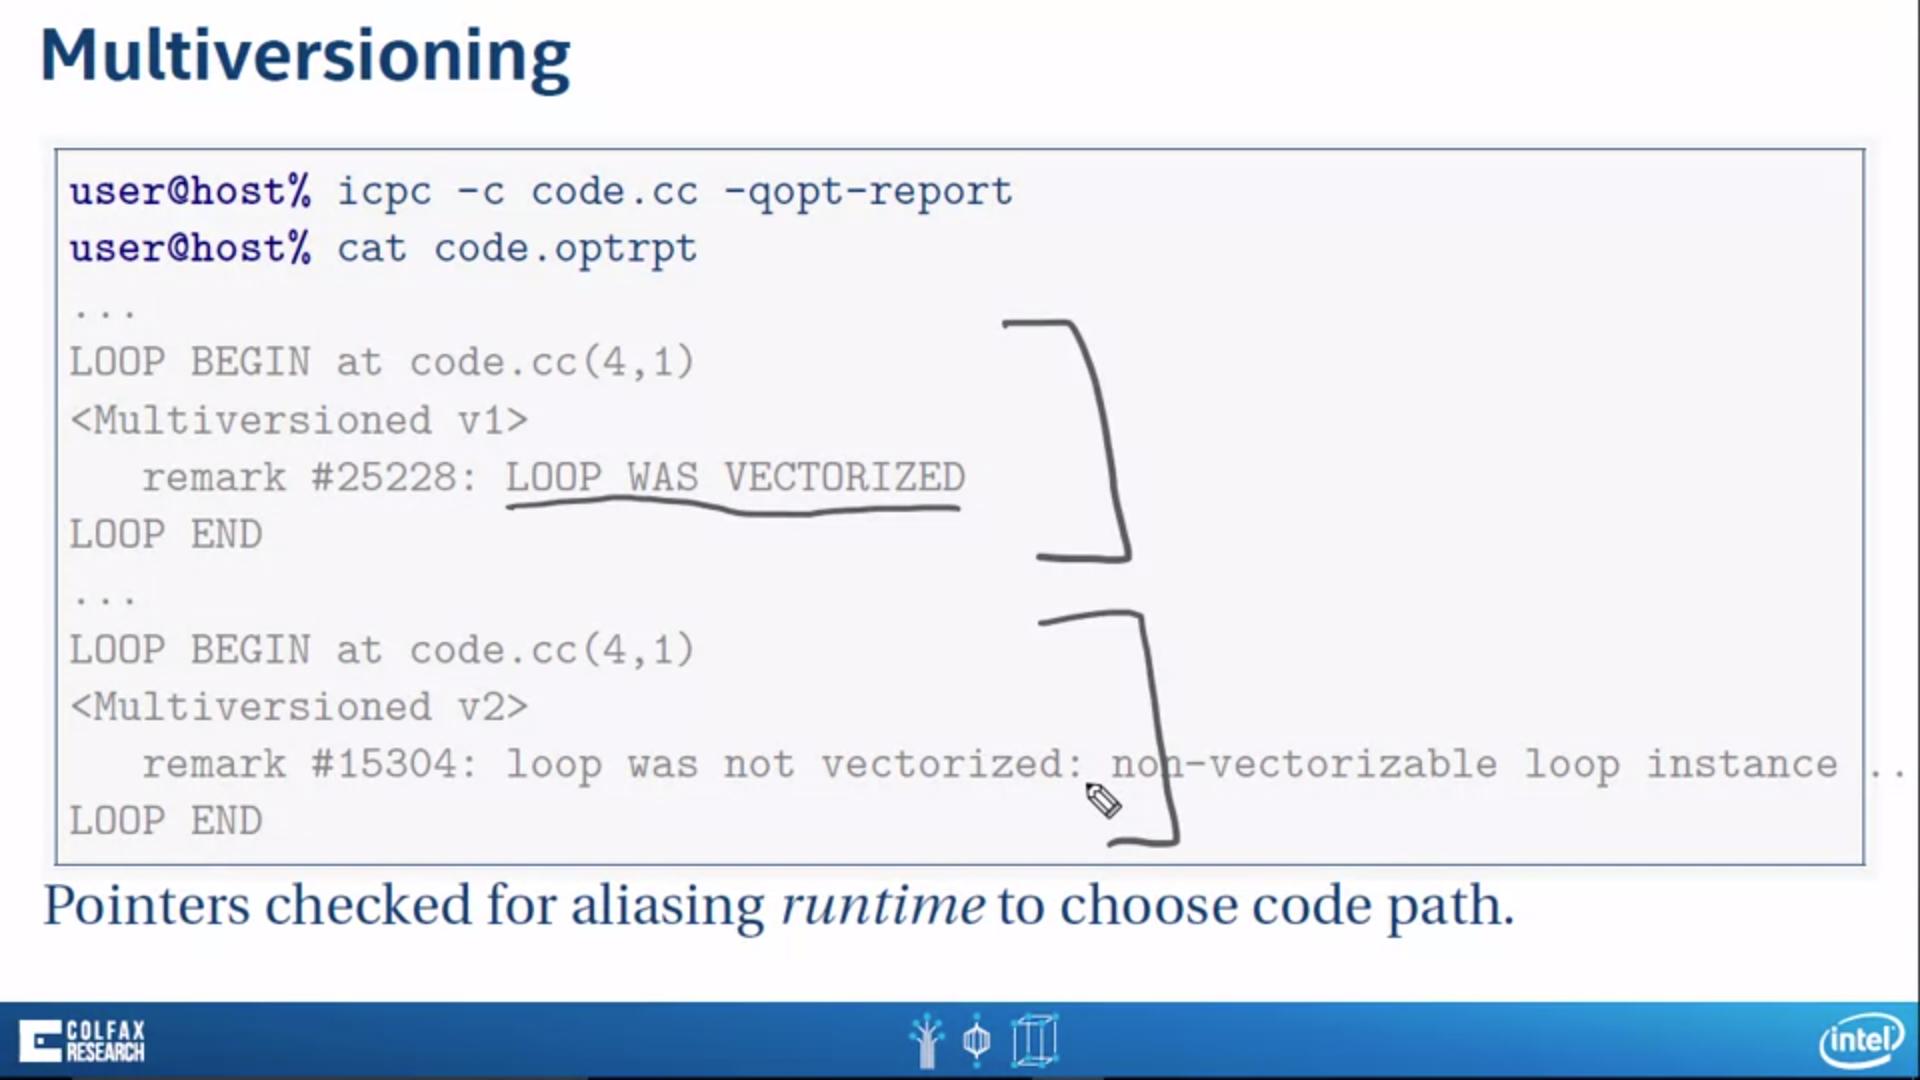 Multiversioning
user@host% icpc -c code.cc -qopt-report
user@host% cat code.optrpt
...
LOOP BEGIN at code.cc(4,1)
<Multiversioned v1>
remark #25228: LOOP WAS VECTORIZED
LOOP END
...
LOOP BEGIN at code.cc(4,1)
<Multiversioned v2>
remark #15304: loop was not vectorized: non-vectorizable loop instance ..
LOOP END
Pointers checked for aliasing runtime to choose code path.
COLFAX
RESEARCH
intel